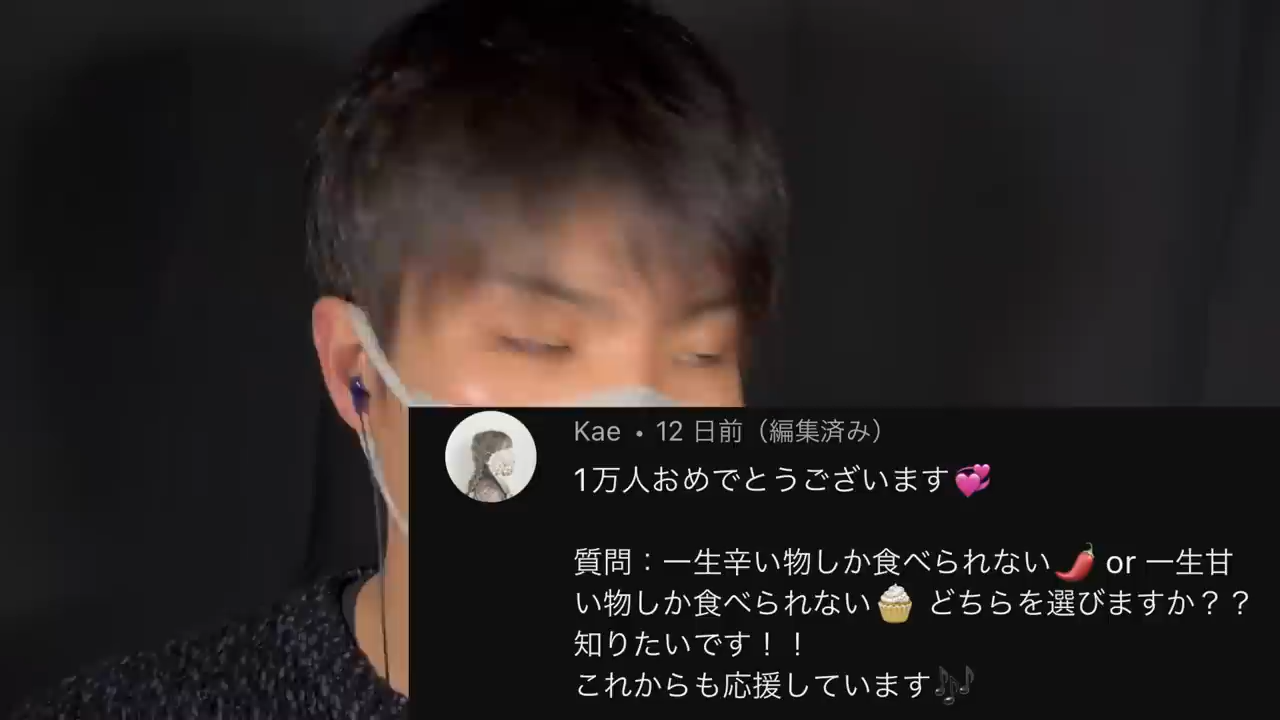 Kae • 12 日前（編集済み）
1万人おめでとうございます💞
質問：一生辛い物しか食べられない🌶️ or 一生甘
い物しか食べられない🧁 どちらを選びますか？？
知りたいです！！
これからも応援しています🎶